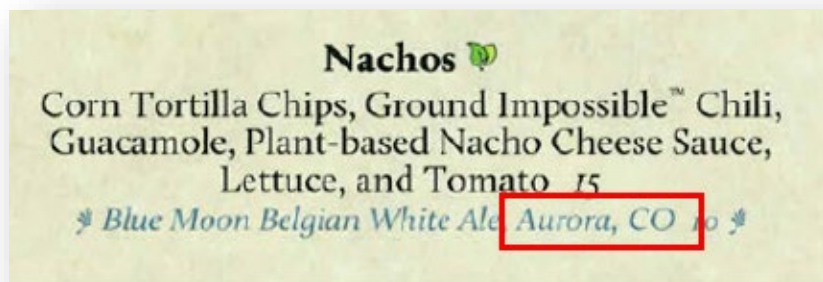 Nachos
Corn Tortilla Chips, Ground Impossible™ Chili,
Guacamole, Plant-based Nacho Cheese Sauce,
Lettuce, and Tomato 15
Blue Moon Belgian White Ale, Aurora, CO 10